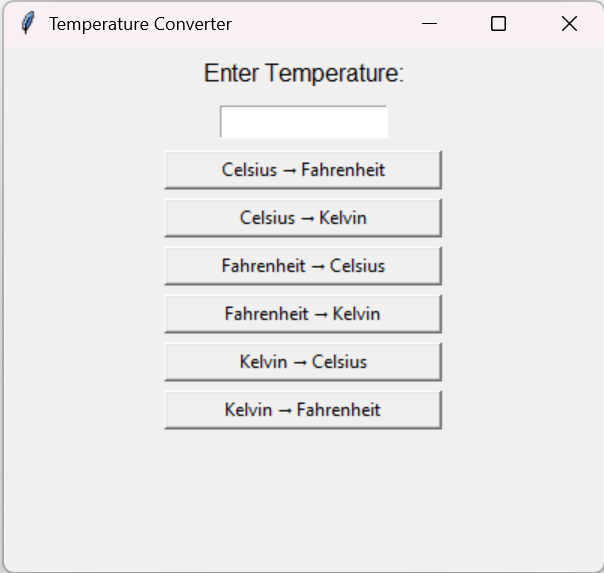 Temperature Converter
Enter Temperature:
Celsius → Fahrenheit
Celsius → Kelvin
Fahrenheit → Celsius
Fahrenheit → Kelvin
Kelvin → Celsius
Kelvin → Fahrenheit